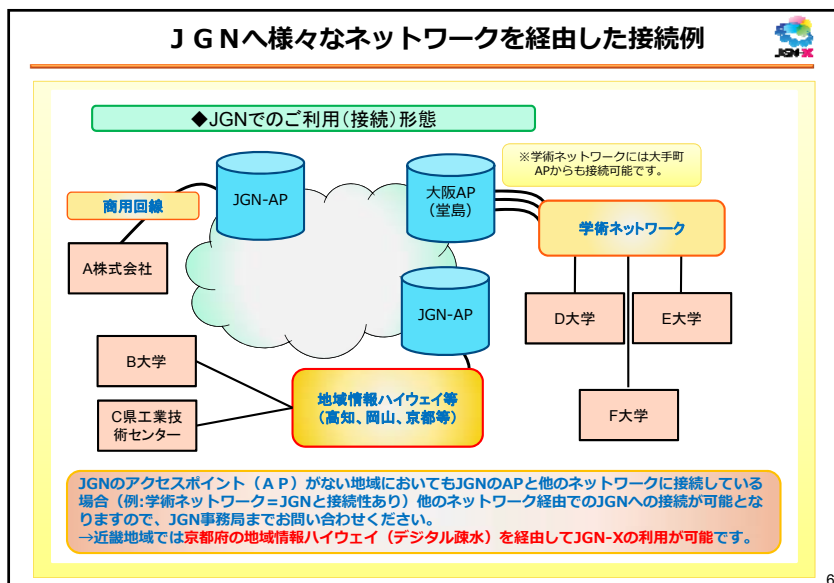 ＪＧＮへ様々なネットワークを経由した接続例
JGN-X
◆JGNでのご利用（接続）形態
※学術ネットワークには大手町
APからも接続可能です。
JGN-AP
大阪AP
（堂島）
商用回線
学術ネットワーク
A株式会社
JGN-AP
D大学
E大学
B大学
地域情報ハイウェイ等
（高知、岡山、京都等）
C県工業技
術センター
F大学
JGNのアクセスポイント（ＡＰ）がない地域においてもJGNのAPと他のネットワークに接続している
場合（例:学術ネットワーク＝JGNと接続性あり）他のネットワーク経由でのJGNへの接続が可能とな
りますので、JGN事務局までお問い合わせください。
→近畿地域では京都府の地域情報ハイウェイ（デジタル疎水）を経由してJGN-Xの利用が可能です。
6